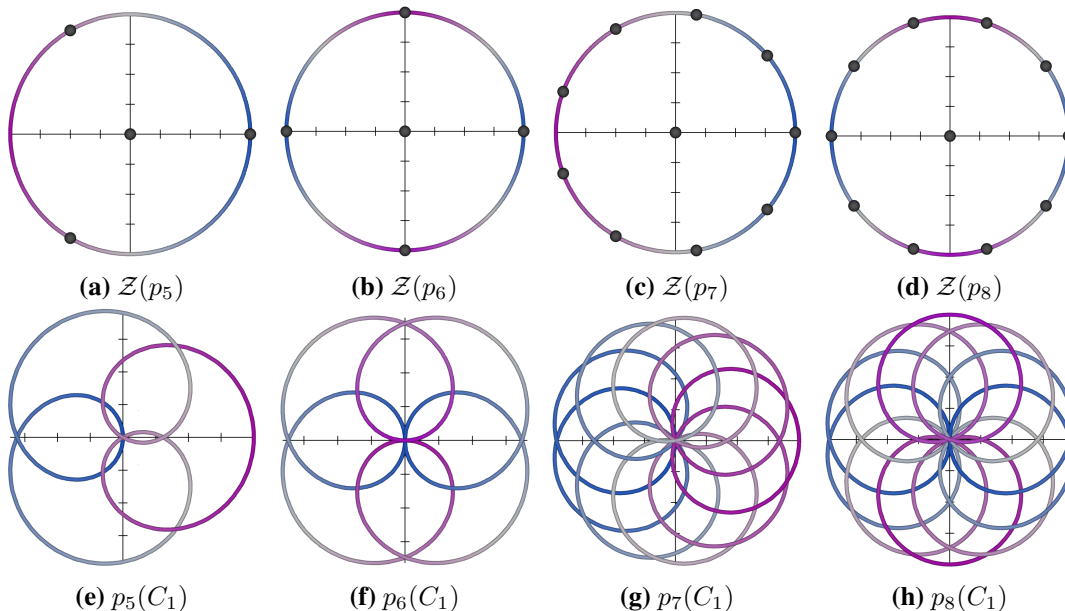 (a) 𝒵(p₅)
(b) 𝒵(p₆)
(c) 𝒵(p₇)
(d) 𝒵(p₈)
(e) p₅(C₁)
(f) p₆(C₁)
(g) p₇(C₁)
(h) p₈(C₁)